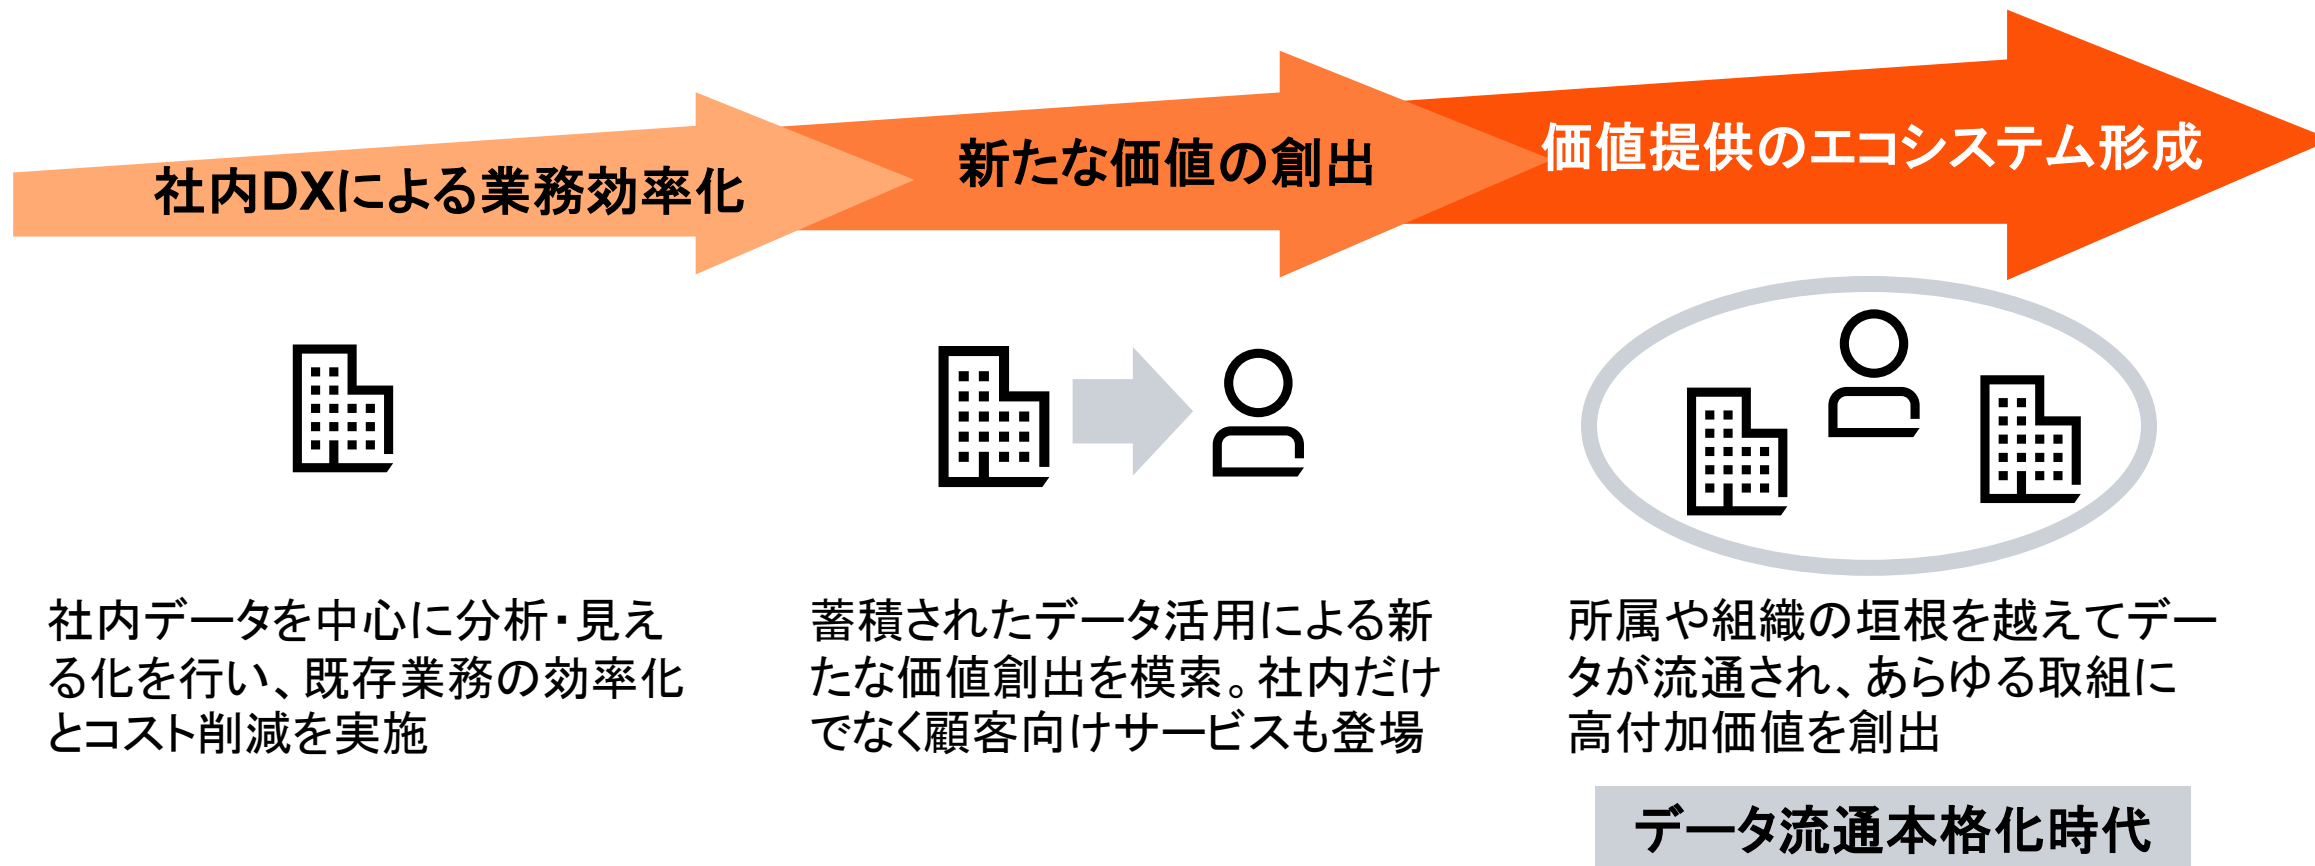 社内DXによる業務効率化
新たな価値の創出
価値提供のエコシステム形成
社内データを中心に分析・見え
る化を行い、既存業務の効率化
とコスト削減を実施
蓄積されたデータ活用による新
たな価値創出を模索。社内だけ
でなく顧客向けサービスも登場
所属や組織の垣根を越えてデー
タが流通され、あらゆる取組に
高付加価値を創出
データ流通本格化時代